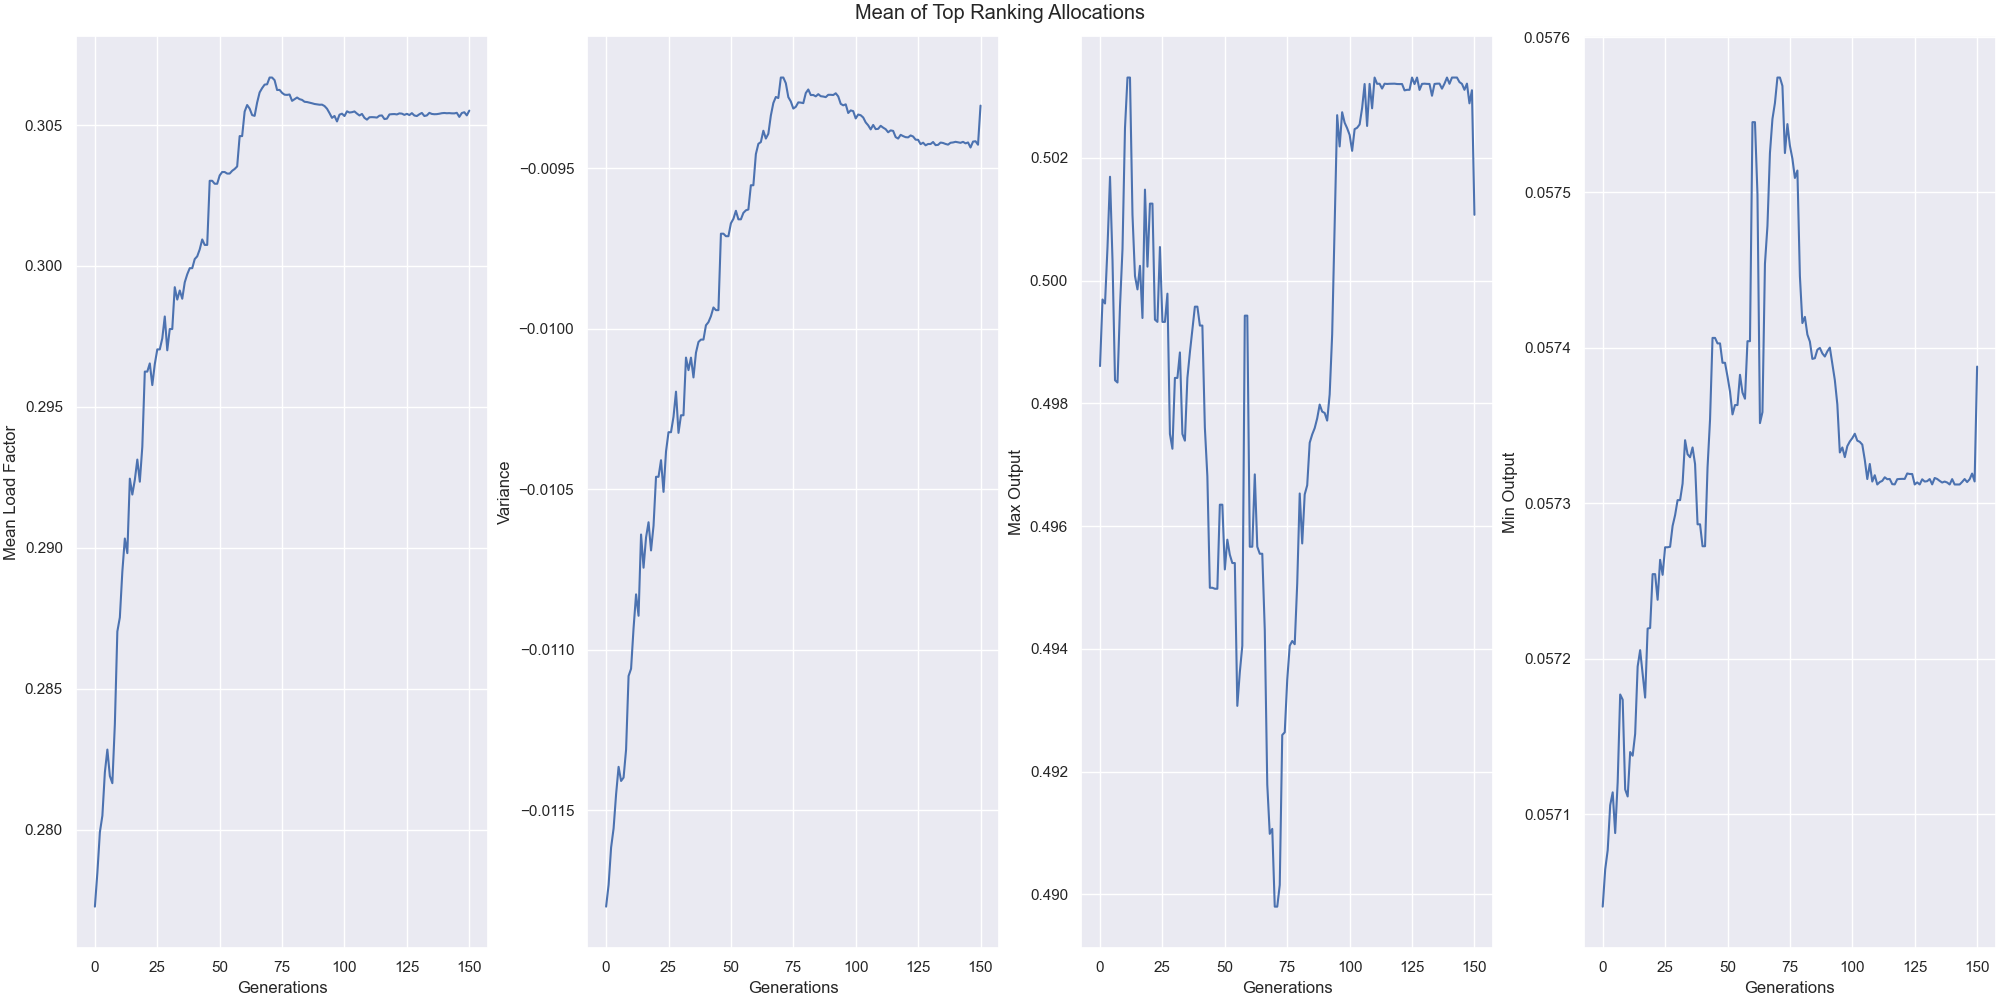 Mean of Top Ranking Allocations
Mean Load Factor
0.305
0.300
0.295
0.290
0.285
0.280
0 25 50 75 100 125 150
Generations
Variance
−0.0095
−0.0100
−0.0105
−0.0110
−0.0115
0 25 50 75 100 125 150
Generations
Max Output
0.502
0.500
0.498
0.496
0.494
0.492
0.490
0 25 50 75 100 125 150
Generations
Min Output
0.0576
0.0575
0.0574
0.0573
0.0572
0.0571
0 25 50 75 100 125 150
Generations